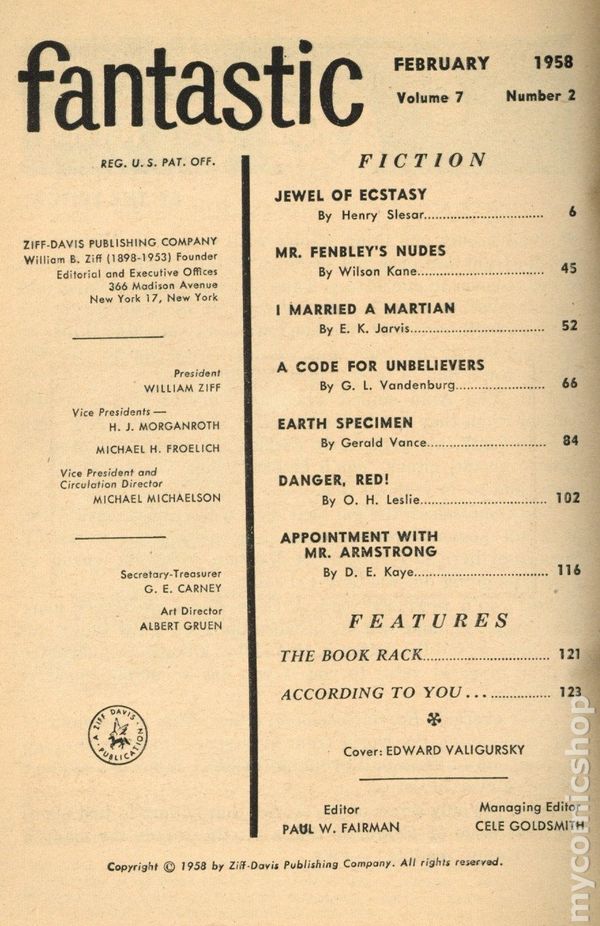 fantastic
FEBRUARY 1958
Volume 7 Number 2
REG. U. S. PAT. OFF.
ZIFF-DAVIS PUBLISHING COMPANY
William B. Ziff (1898-1953) Founder
Editorial and Executive Offices
366 Madison Avenue
New York 17, New York
President
WILLIAM ZIFF
Vice Presidents —
H. J. MORGANROTH
MICHAEL H. FROELICH
Vice President and
Circulation Director
MICHAEL MICHAELSON
Secretary-Treasurer
G. E. CARNEY
Art Director
ALBERT GRUEN
A ZIFF DAVIS PUBLICATION
FICTION
JEWEL OF ECSTASY
By Henry Slesar.............................. 6
MR. FENBLEY'S NUDES
By Wilson Kane.............................. 45
I MARRIED A MARTIAN
By E. K. Jarvis.............................. 52
A CODE FOR UNBELIEVERS
By G. L. Vandenburg...................... 66
EARTH SPECIMEN
By Gerald Vance............................ 84
DANGER, RED!
By O. H. Leslie.............................. 102
APPOINTMENT WITH
MR. ARMSTRONG
By D. E. Kaye................................ 116
FEATURES
THE BOOK RACK.............................. 121
ACCORDING TO YOU.................. 123
Cover: EDWARD VALIGURSKY
Editor
PAUL W. FAIRMAN
Managing Editor
CELE GOLDSMITH
Copyright © 1958 by Ziff-Davis Publishing Company. All rights reserved.
mycomicshop